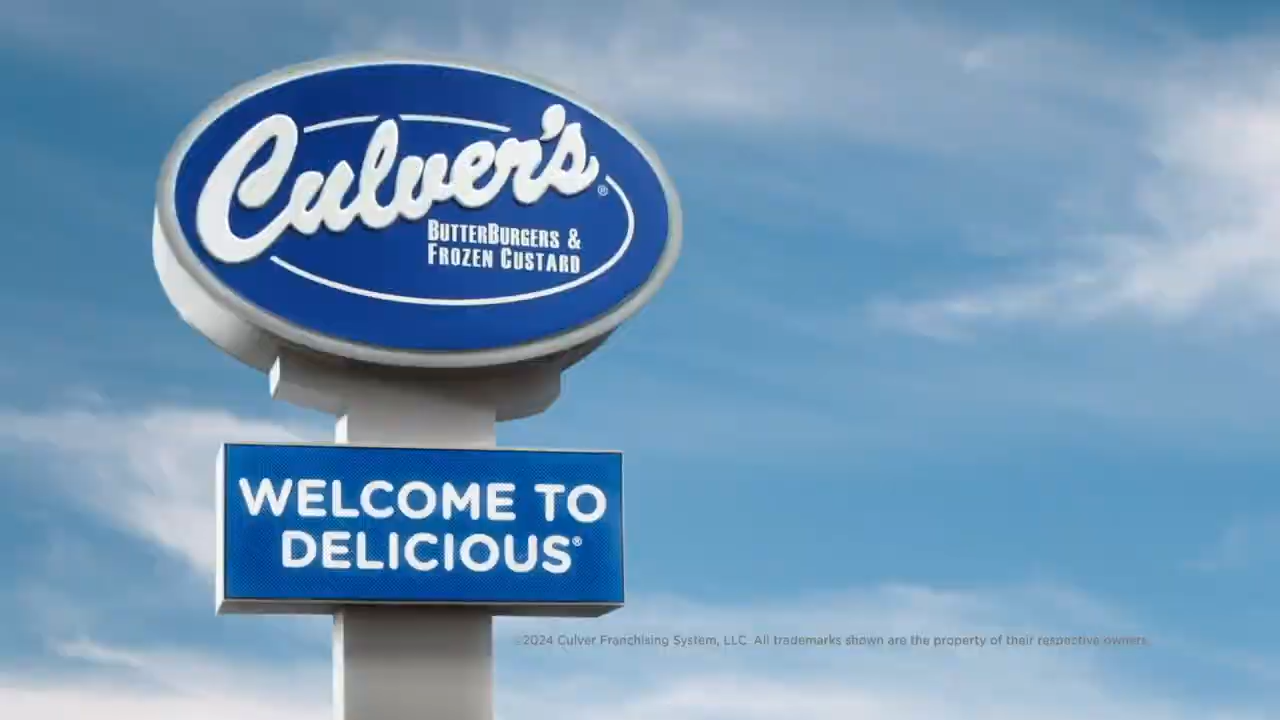 Culver's®
ButterBurgers &
Frozen Custard
WELCOME TO
DELICIOUS®
©2024 Culver Franchising System, LLC. All trademarks shown are the property of their respective owners.